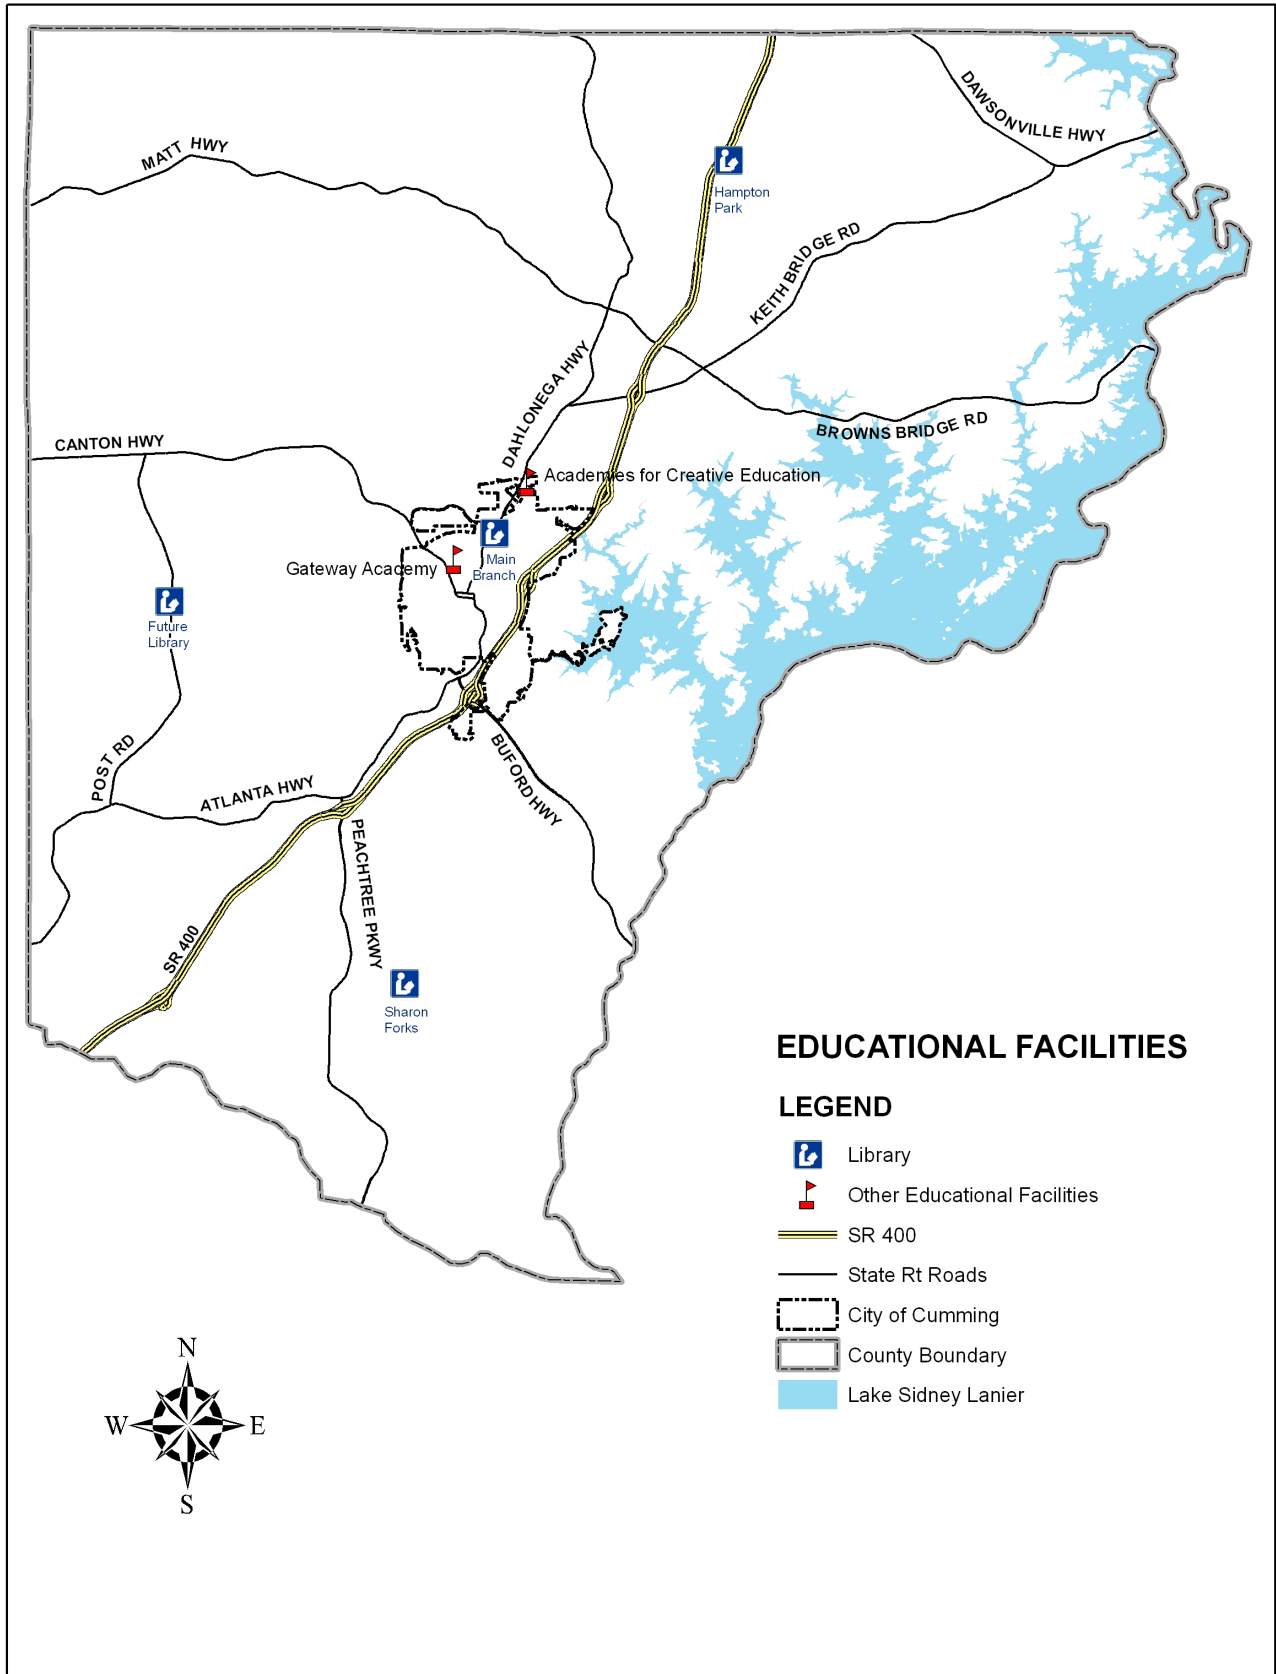 DAWSONVILLE HWY
MATT HWY
Hampton
Park
KEITH BRIDGE RD
DAHLONEGA HWY
BROWNS BRIDGE RD
CANTON HWY
Academies for Creative Education
Main
Branch
Gateway Academy
Future
Library
POST RD
ATLANTA HWY
BUFORD HWY
PEACHTREE PKWY
SR 400
Sharon
Forks
EDUCATIONAL FACILITIES
LEGEND
Library
Other Educational Facilities
SR 400
State Rt Roads
City of Cumming
County Boundary
Lake Sidney Lanier
N
W
E
S